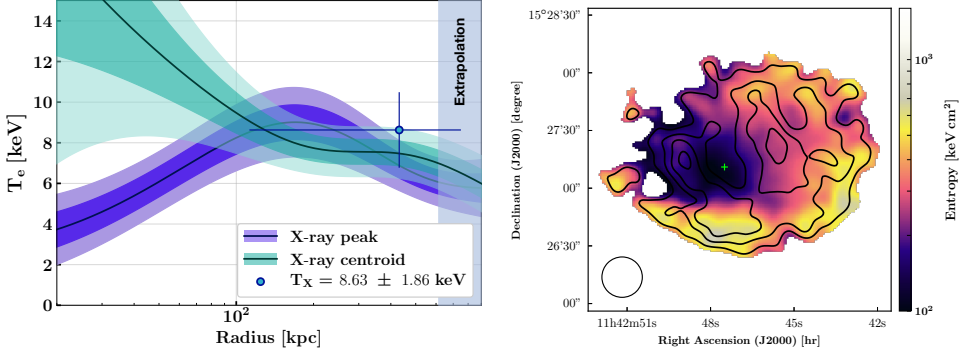 14
12
10
8
6
4
2
0
T_e [keV]
Extrapolation
X-ray peak
X-ray centroid
T_X = 8.63 ± 1.86 keV
10²
Radius [kpc]
15°28'30"
00"
27'30"
00"
26'30"
00"
Declination (J2000) [degree]
11h42m51s
48s
45s
42s
Right Ascension (J2000) [hr]
10³
10²
Entropy [keV cm²]